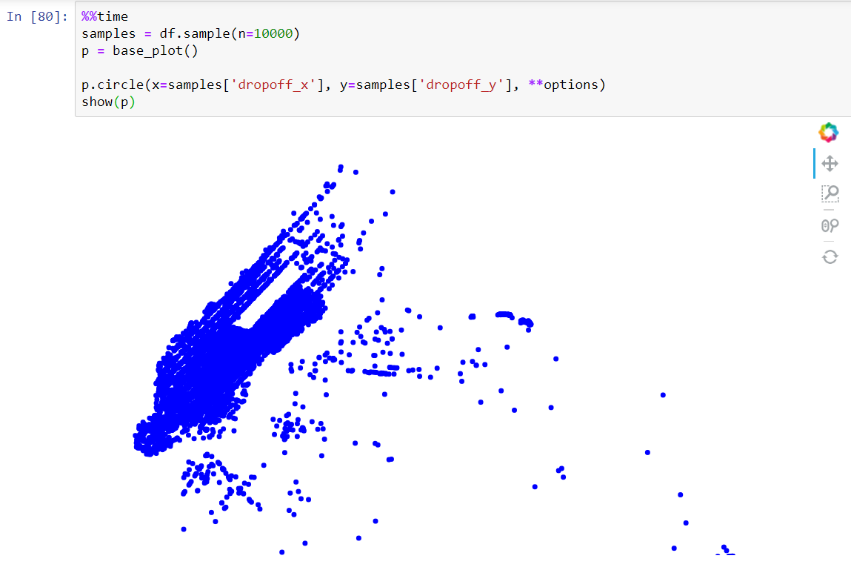 In [80]: %%time
samples = df.sample(n=10000)
p = base_plot()
p.circle(x=samples['dropoff_x'], y=samples['dropoff_y'], **options)
show(p)